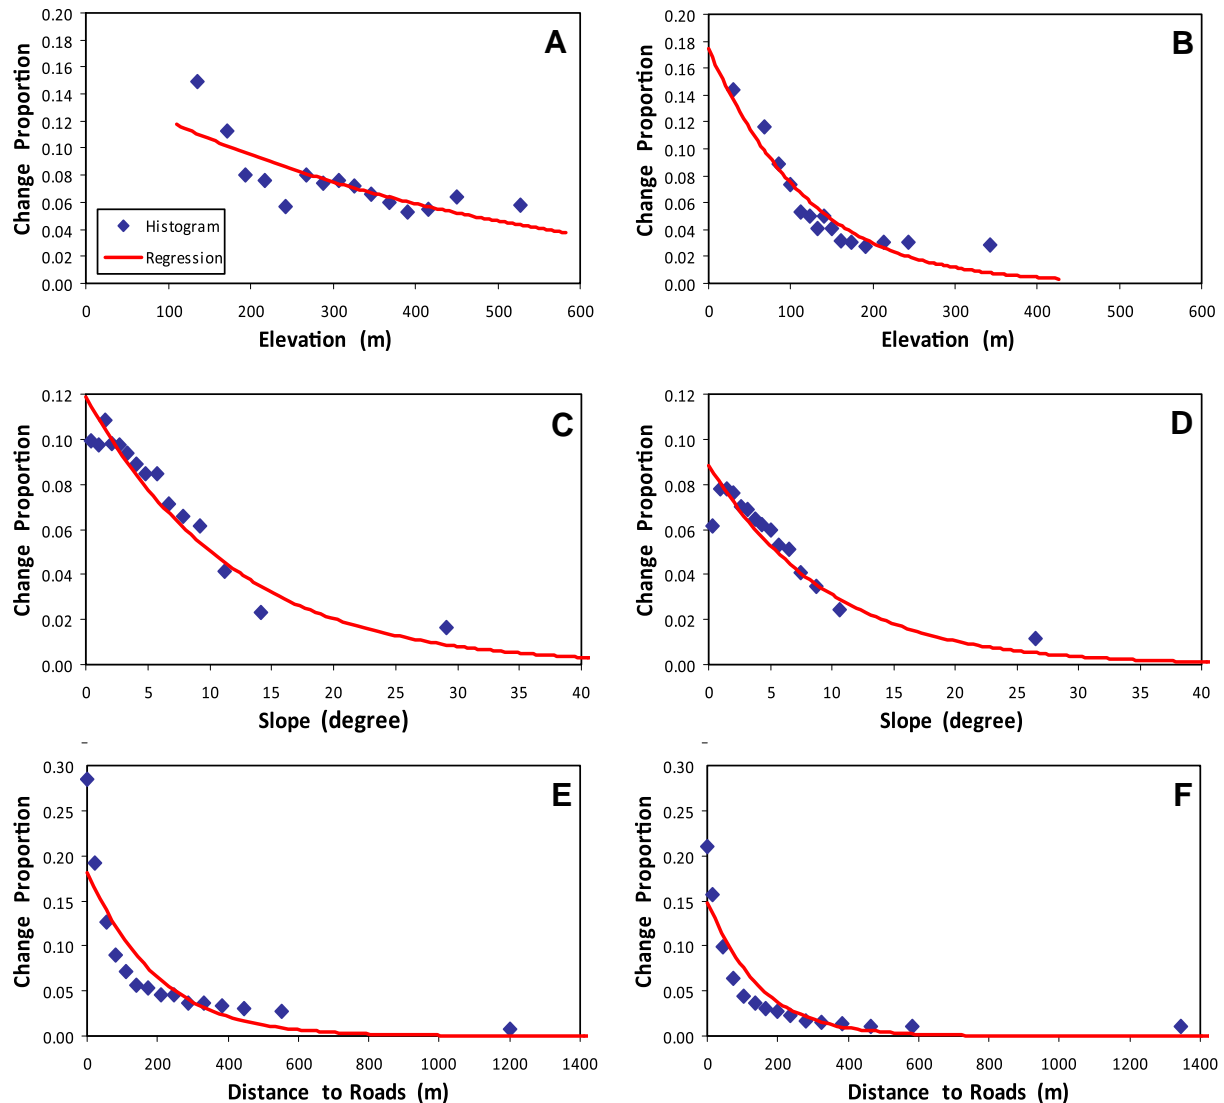 A
Change Proportion
0.20
0.18
0.16
0.14
0.12
0.10
0.08
0.06
0.04
0.02
0.00
Histogram
Regression
0 100 200 300 400 500 600
Elevation (m)
B
Change Proportion
0.20
0.18
0.16
0.14
0.12
0.10
0.08
0.06
0.04
0.02
0.00
0 100 200 300 400 500 600
Elevation (m)
C
Change Proportion
0.12
0.10
0.08
0.06
0.04
0.02
0.00
0 5 10 15 20 25 30 35 40
Slope (degree)
D
Change Proportion
0.12
0.10
0.08
0.06
0.04
0.02
0.00
0 5 10 15 20 25 30 35 40
Slope (degree)
E
Change Proportion
0.30
0.25
0.20
0.15
0.10
0.05
0.00
0 200 400 600 800 1000 1200 1400
Distance to Roads (m)
F
Change Proportion
0.30
0.25
0.20
0.15
0.10
0.05
0.00
0 200 400 600 800 1000 1200 1400
Distance to Roads (m)